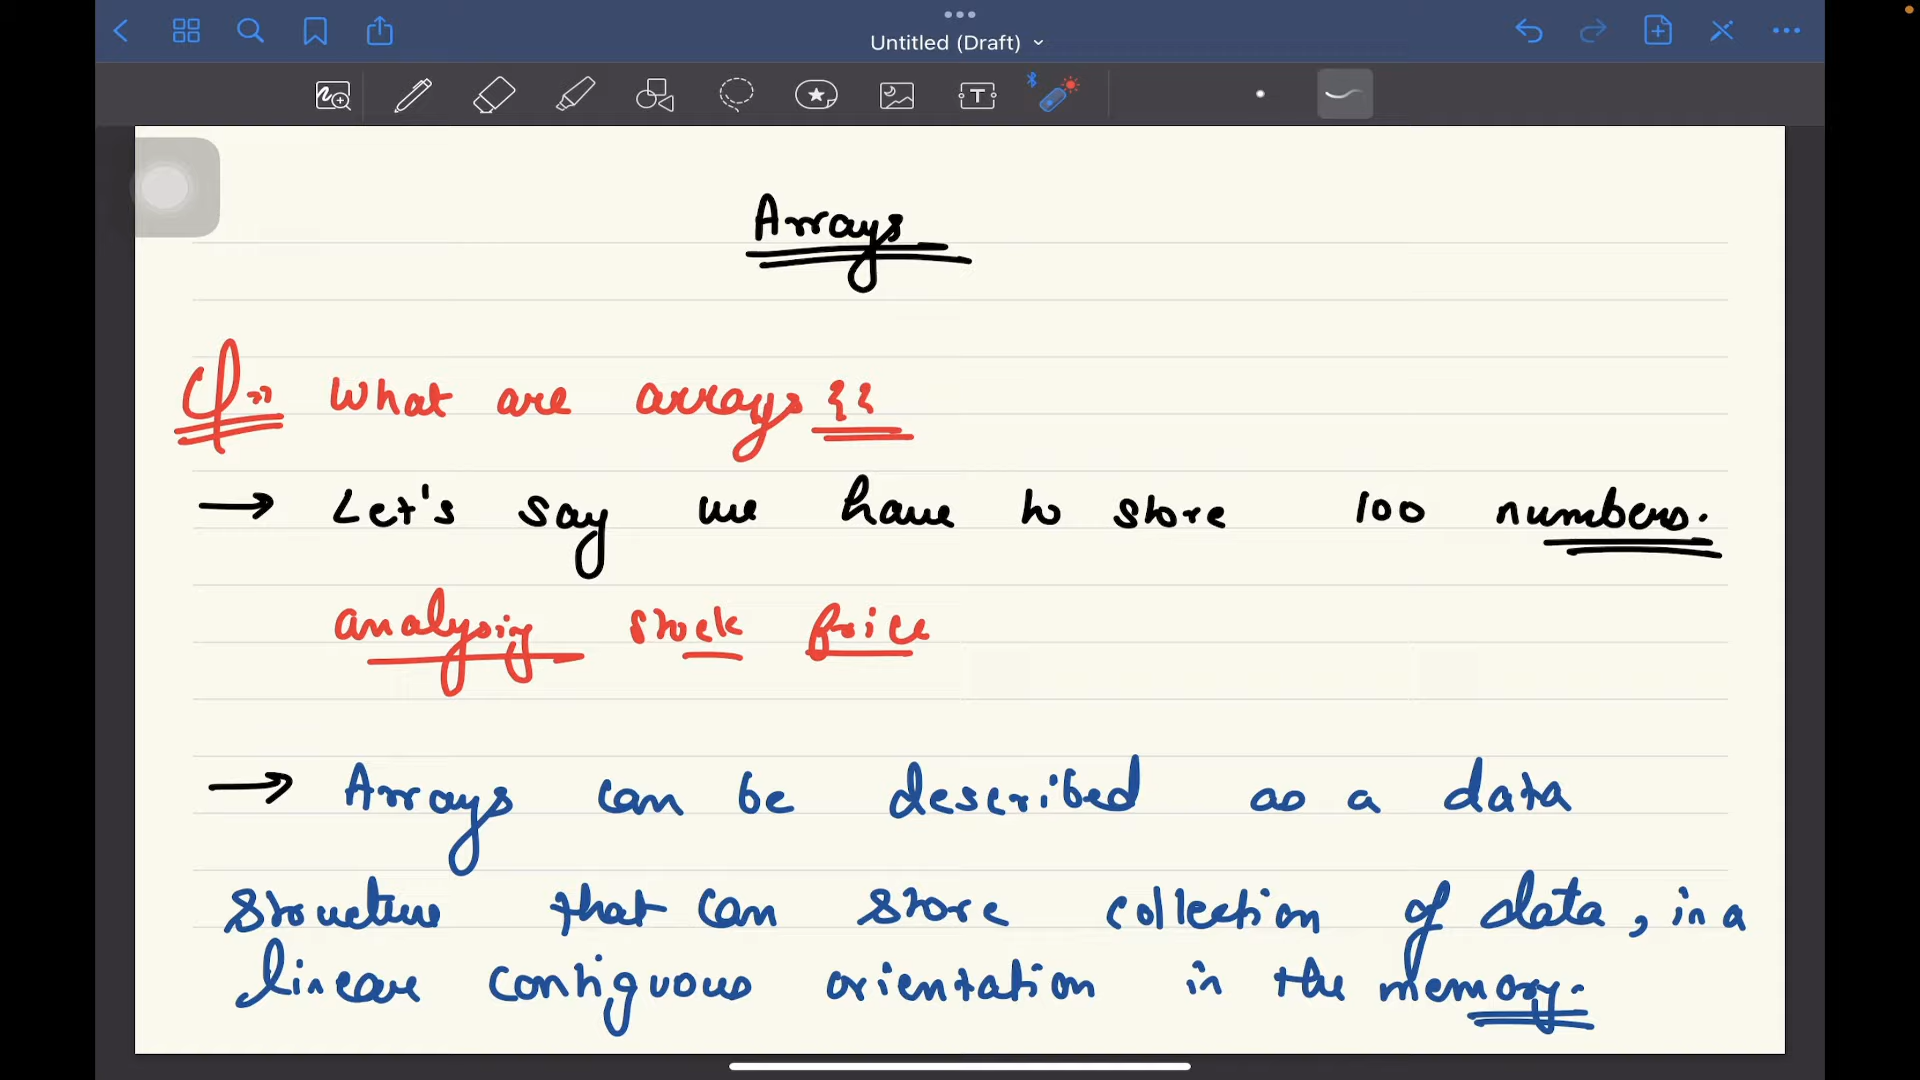 Untitled (Draft)
Arrays
Q» What are arrays {{
→ Let's say we have to store 100 numbers.
analysing stock price
→ Arrays can be described as a data
structure that can store collection of data, in a
linear contiguous orientation in the memory.